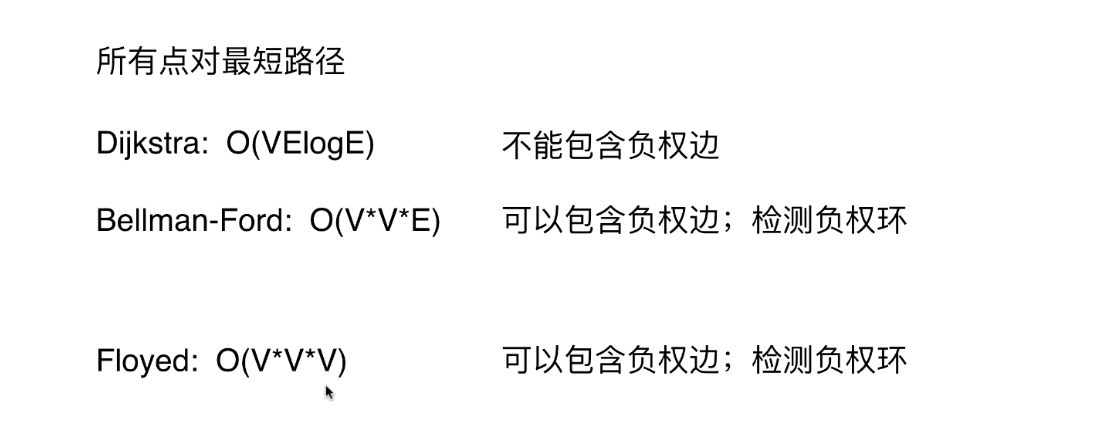 所有点对最短路径
Dijkstra: O(VElogE) 不能包含负权边
Bellman-Ford: O(V*V*E) 可以包含负权边；检测负权环
Floyed: O(V*V*V) 可以包含负权边；检测负权环